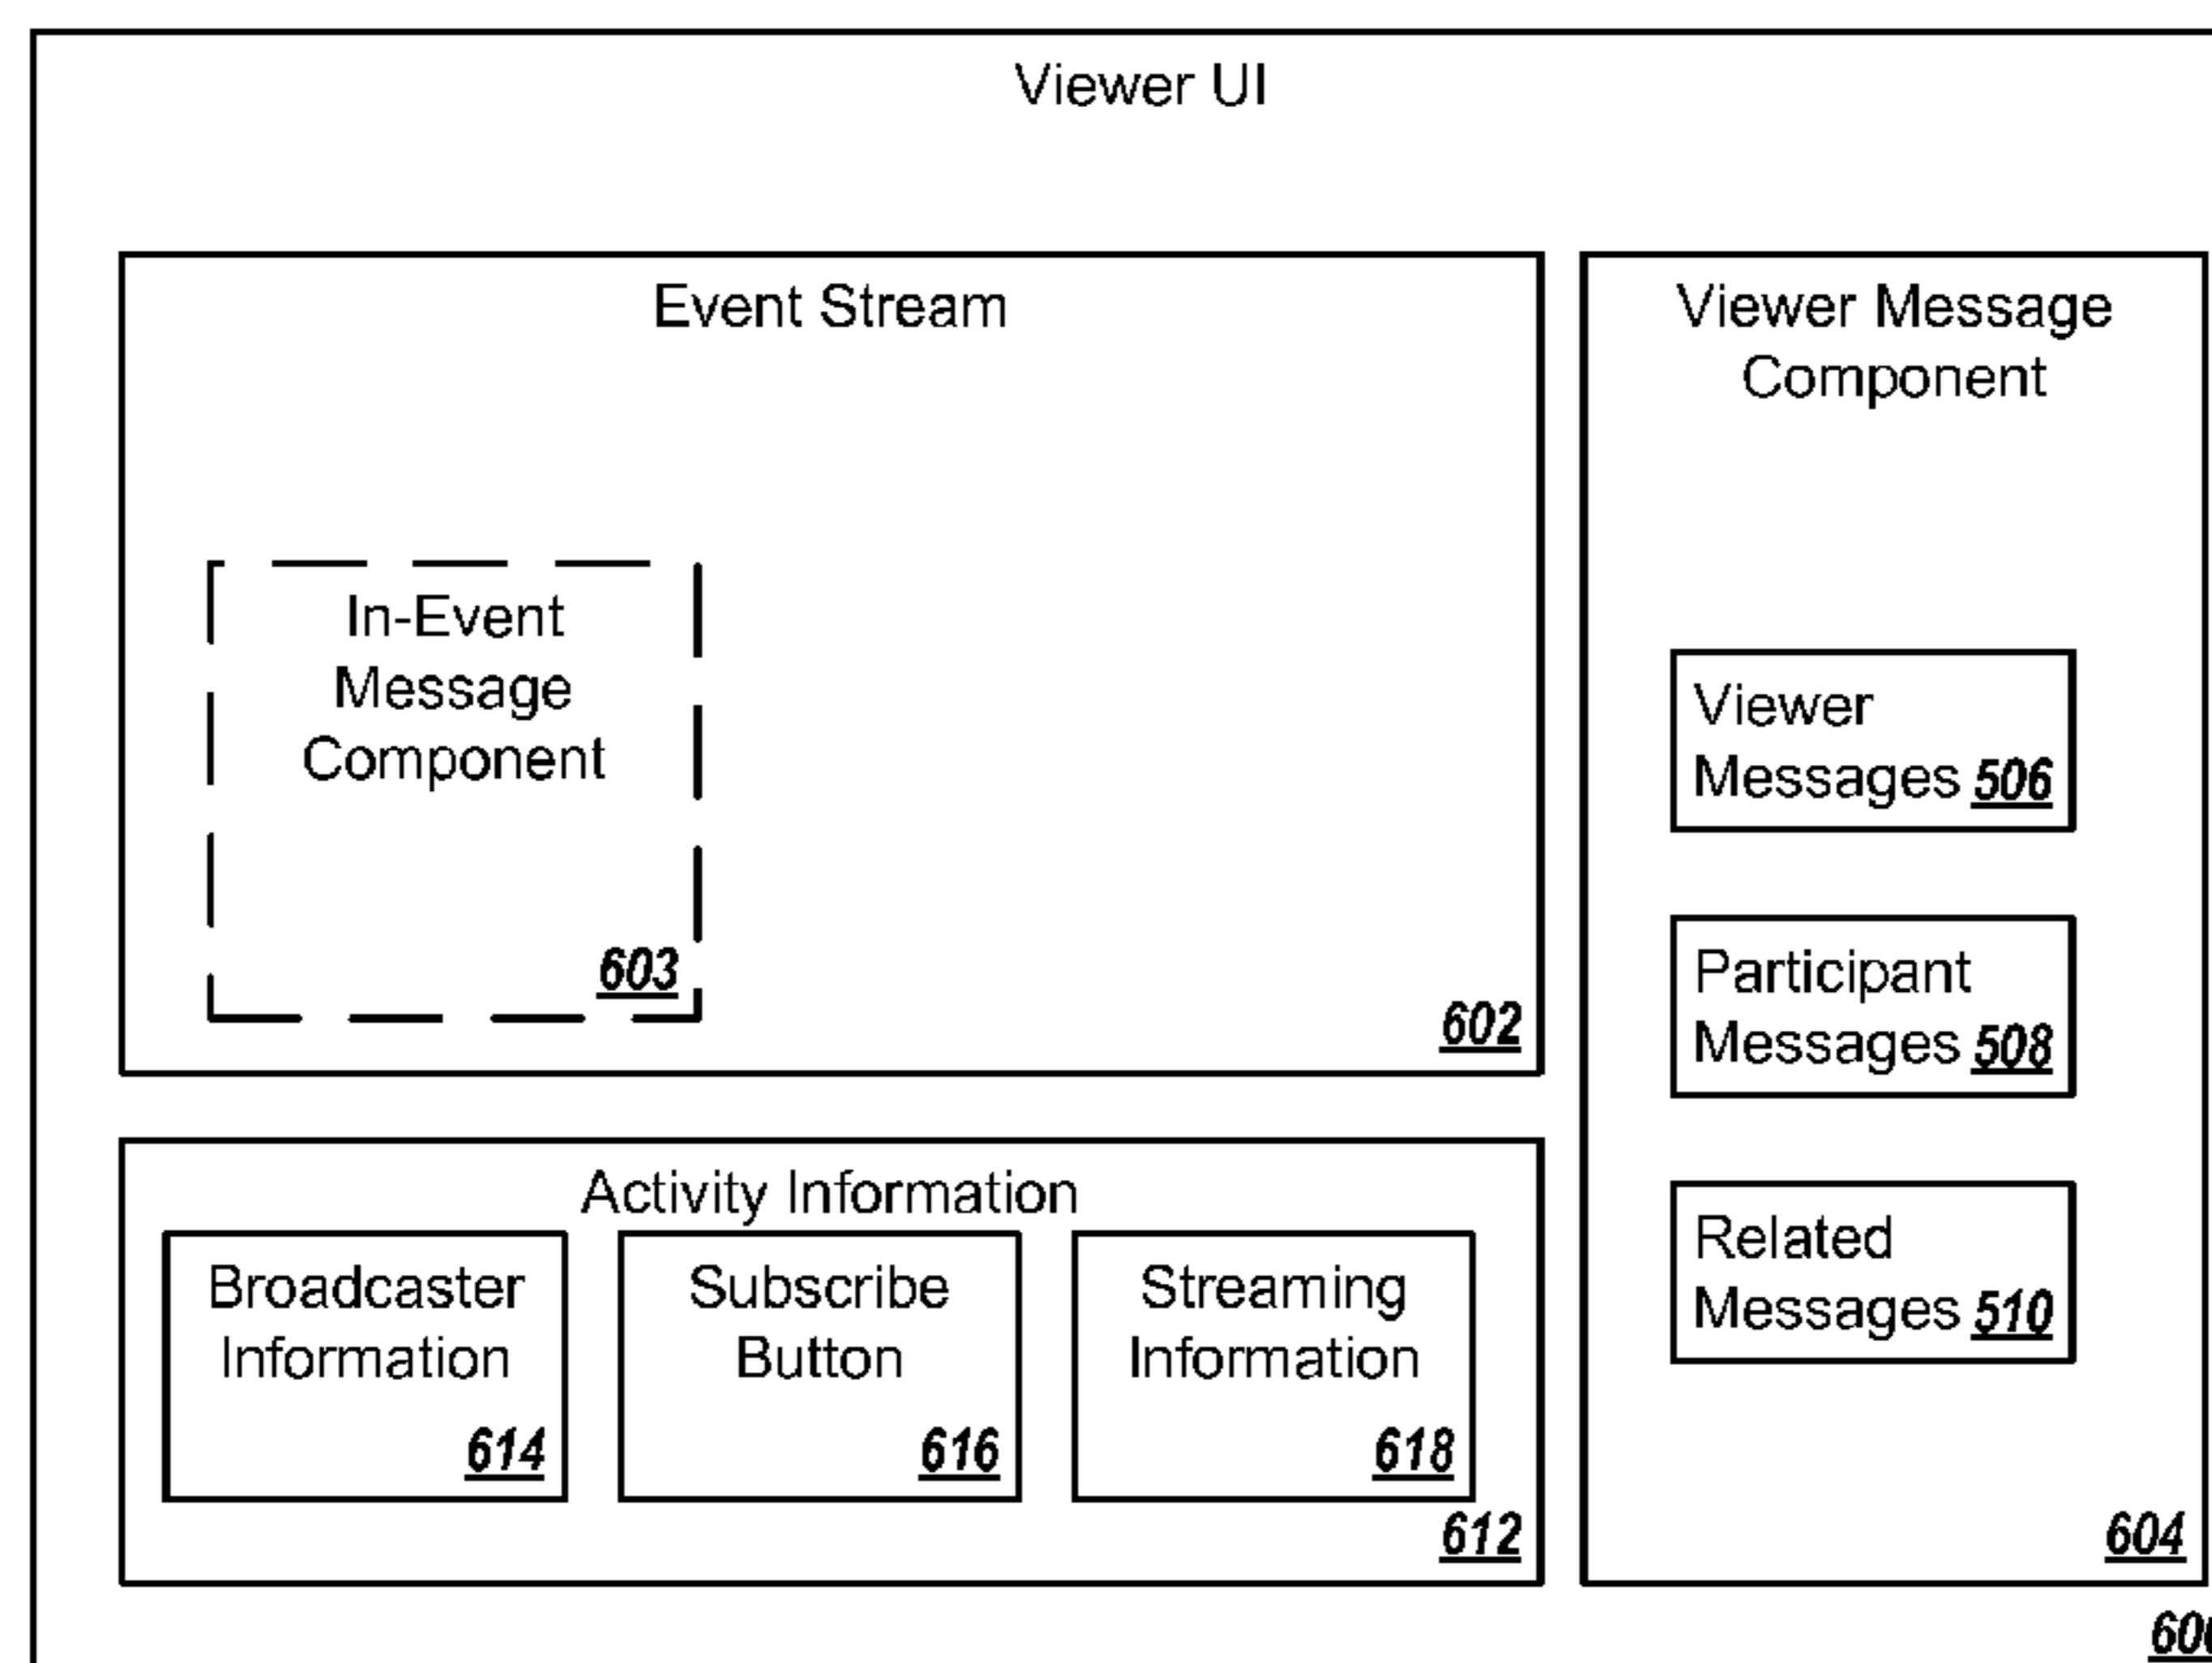 Viewer UI
Event Stream
In-Event
Message
Component
603
602
Viewer Message
Component
Viewer
Messages 506
Participant
Messages 508
Related
Messages 510
604
Activity Information
Broadcaster
Information
614
Subscribe
Button
616
Streaming
Information
618
612